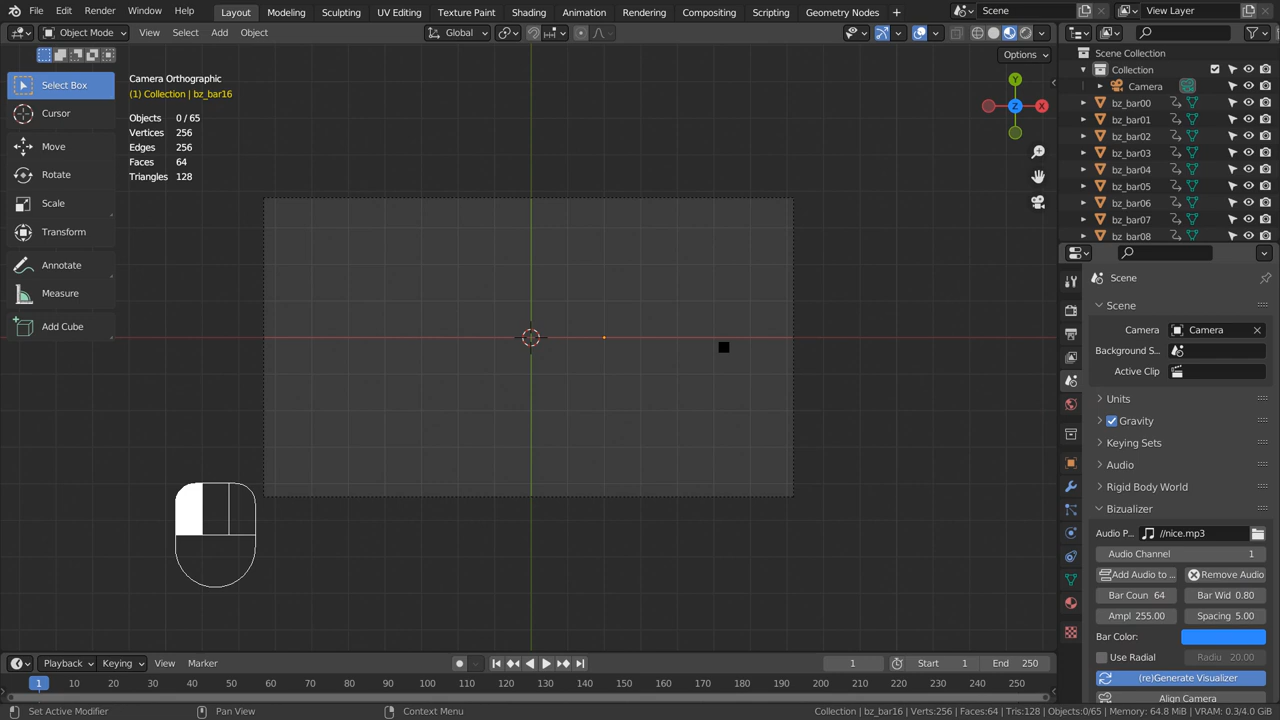 File Edit Render Window Help Layout Modeling Sculpting UV Editing Texture Paint Shading Animation Rendering Compositing Scripting Geometry Nodes + Scene View Layer
Object Mode View Select Add Object Global
Options
Select Box
Cursor
Move
Rotate
Scale
Transform
Annotate
Measure
Add Cube
Camera Orthographic
(1) Collection | bz_bar16
Objects 0 / 65
Vertices 256
Edges 256
Faces 64
Triangles 128
Y
Z X
Scene Collection
Collection
Camera
bz_bar00
bz_bar01
bz_bar02
bz_bar03
bz_bar04
bz_bar05
bz_bar06
bz_bar07
bz_bar08
Scene
Scene
Camera Camera
Background S...
Active Clip
Units
Gravity
Keying Sets
Audio
Rigid Body World
Bizualizer
Audio P... //nice.mp3
Audio Channel 1
Add Audio to ... Remove Audio
Bar Coun 64 Bar Wid 0.80
Ampl 255.00 Spacing 5.00
Bar Color:
Use Radial Radiu 20.00
(re)Generate Visualizer
Align Camera
Playback Keying View Marker 1 Start 1 End 250
1 10 20 30 40 50 60 70 80 90 100 110 120 130 140 150 160 170 180 190 200 210 220 230 240 250
Set Active Modifier Pan View Context Menu Collection | bz_bar16 | Verts:256 | Faces:64 | Tris:128 | Objects:0/65 | Memory: 64.8 MiB | VRAM: 0.3/4.0 GiB